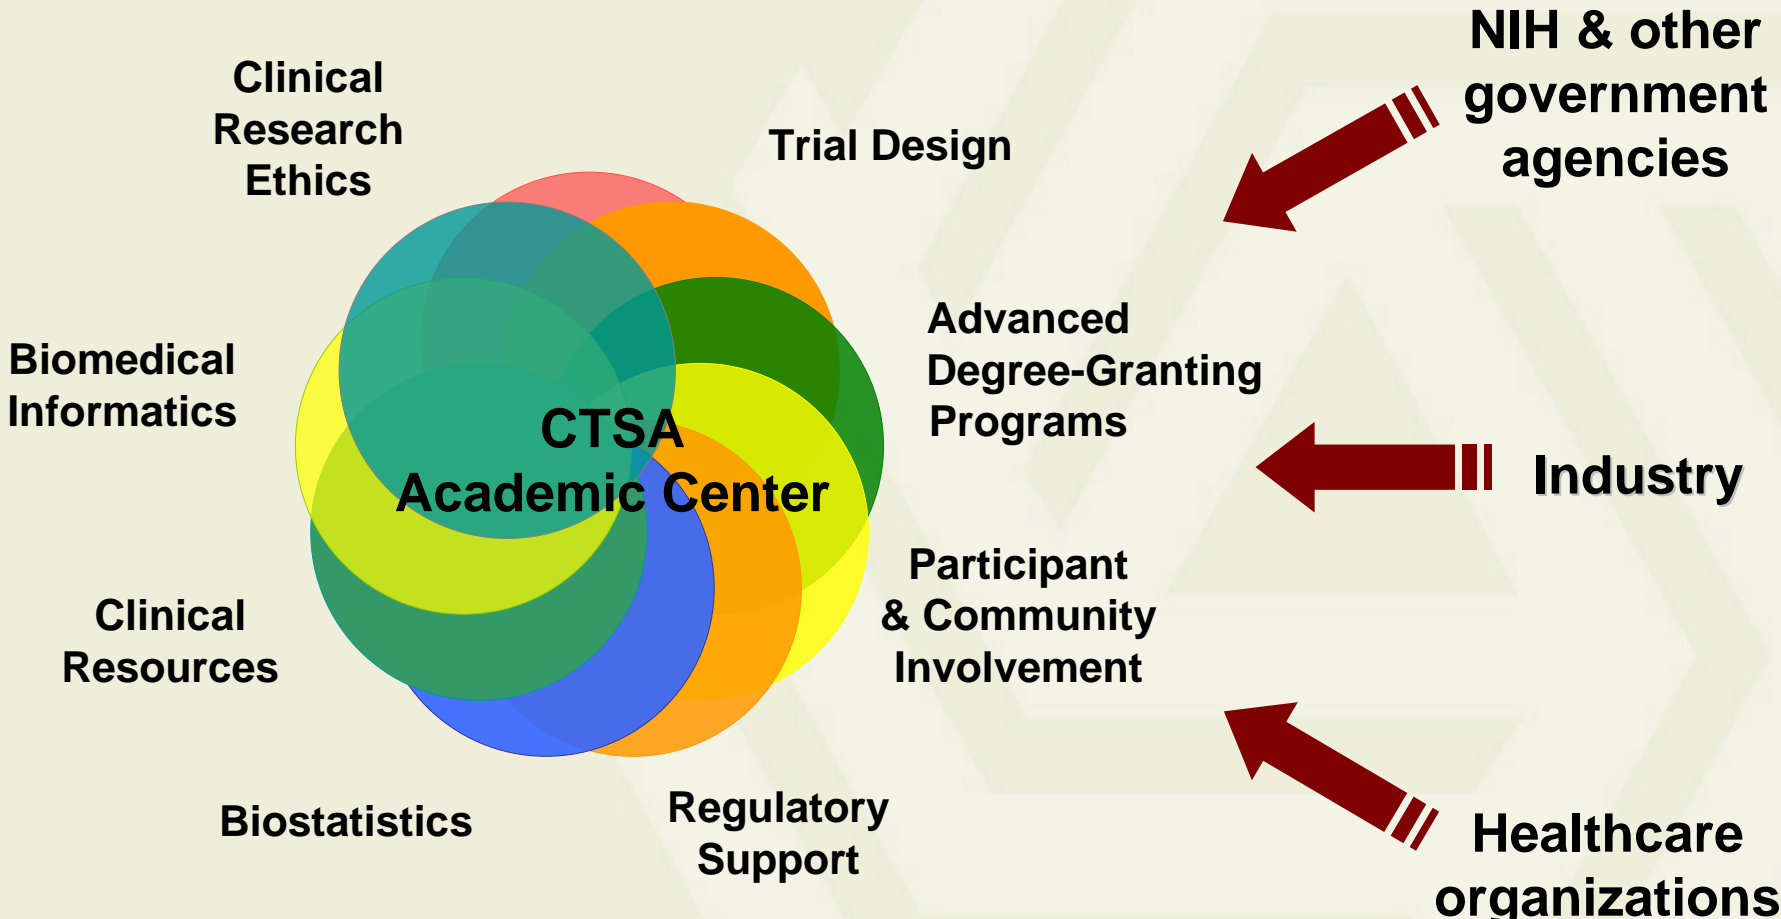 Clinical
Research
Ethics
Trial Design
NIH & other
government
agencies
Biomedical
Informatics
Advanced
Degree-Granting
Programs
CTSA
Academic Center
Industry
Clinical
Resources
Participant
& Community
Involvement
Biostatistics
Regulatory
Support
Healthcare
organizations